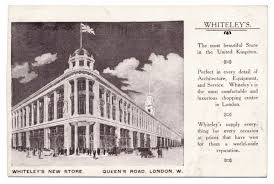 WHITELEY'S.
The most beautiful Store
in the United Kingdom.
Perfect in every detail of
Architecture, Equipment,
and Service. Whiteley's is
the most comfortable and
luxurious shopping centre
in London.
Whiteley's supply every-
thing for every occasion
at prices that have won
for them a world-wide
reputation.
WHITELEY'S NEW STORE. QUEEN'S ROAD, LONDON, W.